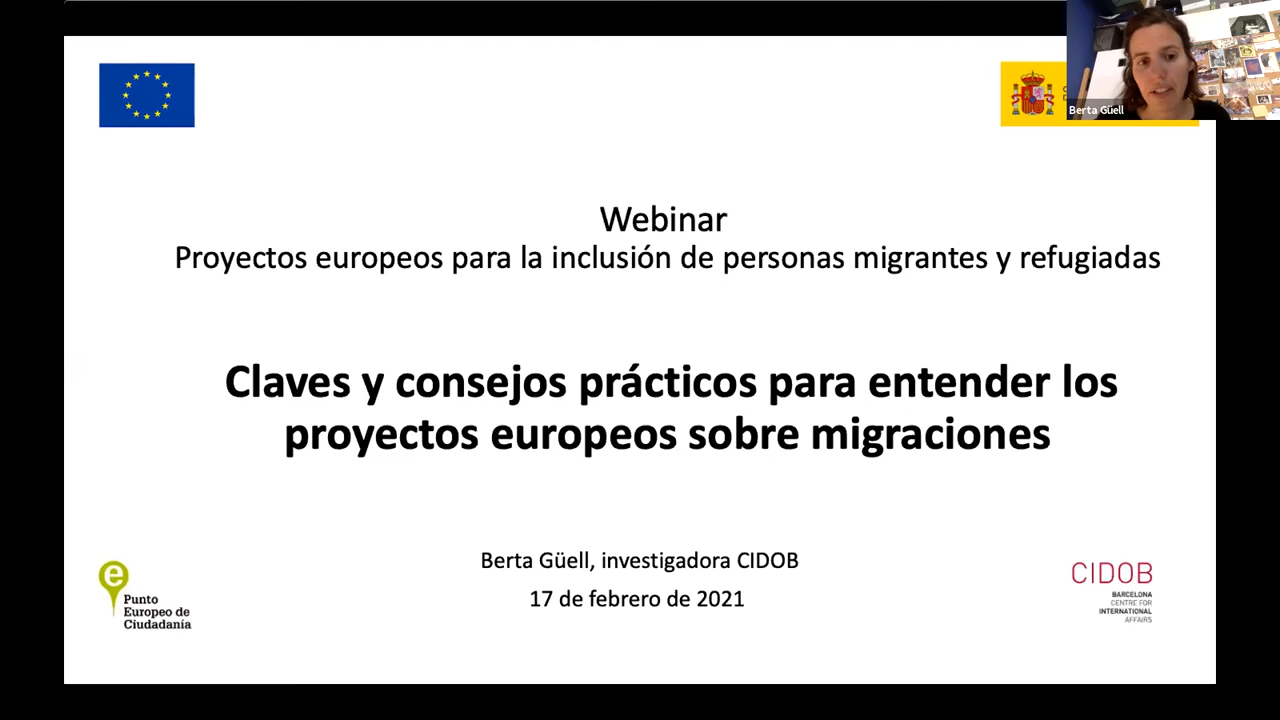 Berta Güell
Webinar
Proyectos europeos para la inclusión de personas migrantes y refugiadas
Claves y consejos prácticos para entender los
proyectos europeos sobre migraciones
Berta Güell, investigadora CIDOB
17 de febrero de 2021
e
Punto
Europeo de
Ciudadanía
CIDOB
BARCELONA
CENTRE FOR
INTERNATIONAL
AFFAIRS